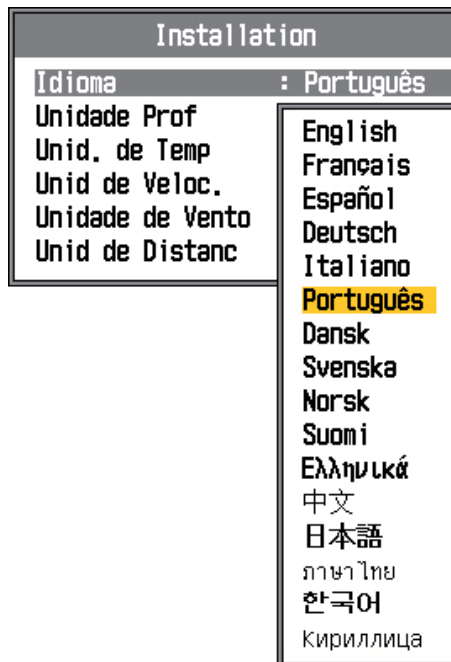 Installation
Idioma : Português
Unidade Prof
Unid. de Temp
Unid de Veloc.
Unidade de Vento
Unid de Distanc
English
Français
Español
Deutsch
Italiano
Português
Dansk
Svenska
Norsk
Suomi
Ελληνικά
中文
日本語
ภาษาไทย
한국어
Кириллица